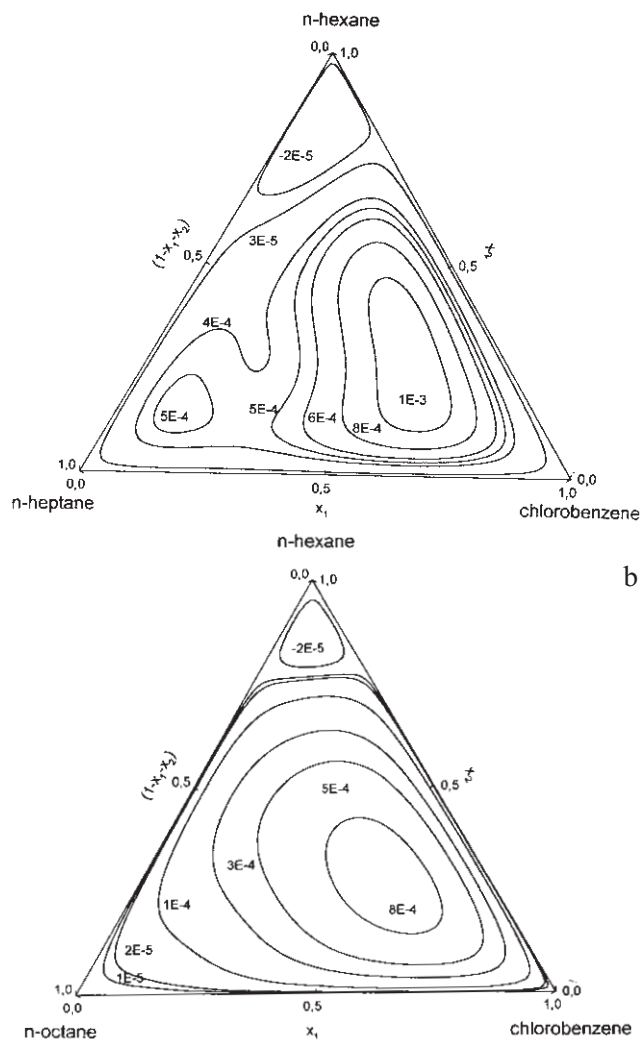 n-hexane
0,0 1,0
-2E-5
(1-x₁-x₂)
3E-5
0,5
0,5
4E-4
5E-4
5E-4
6E-4
8E-4
1E-3
1,0
0,0
0,0
0,5
1,0
n-heptane
x₁
chlorobenzene
n-hexane
b
0,0 1,0
-2E-5
(1-x₁-x₂)
0,5
0,5
5E-4
3E-4
8E-4
1E-4
2E-5
1E-5
1,0
0,0
0,0
0,5
1,0
n-octane
x₁
chlorobenzene